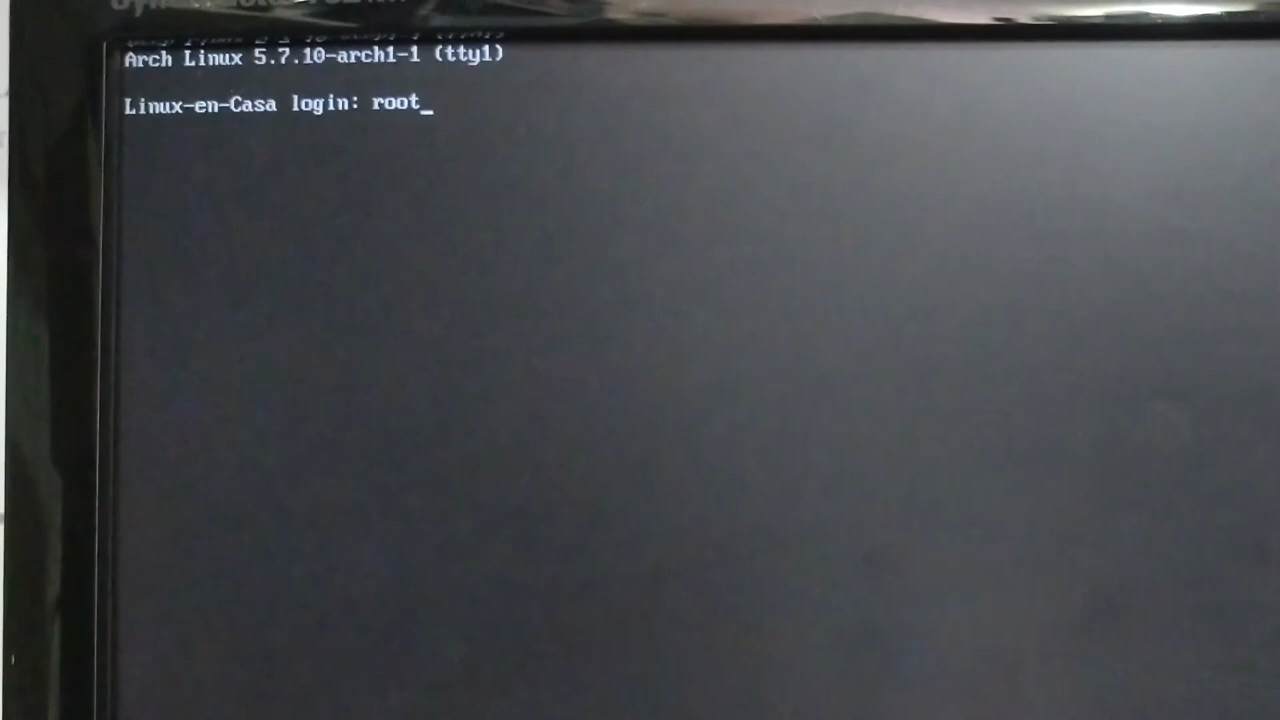 Arch Linux 5.7.10-arch1-1 (tty1)
Linux-en-Casa login: root_